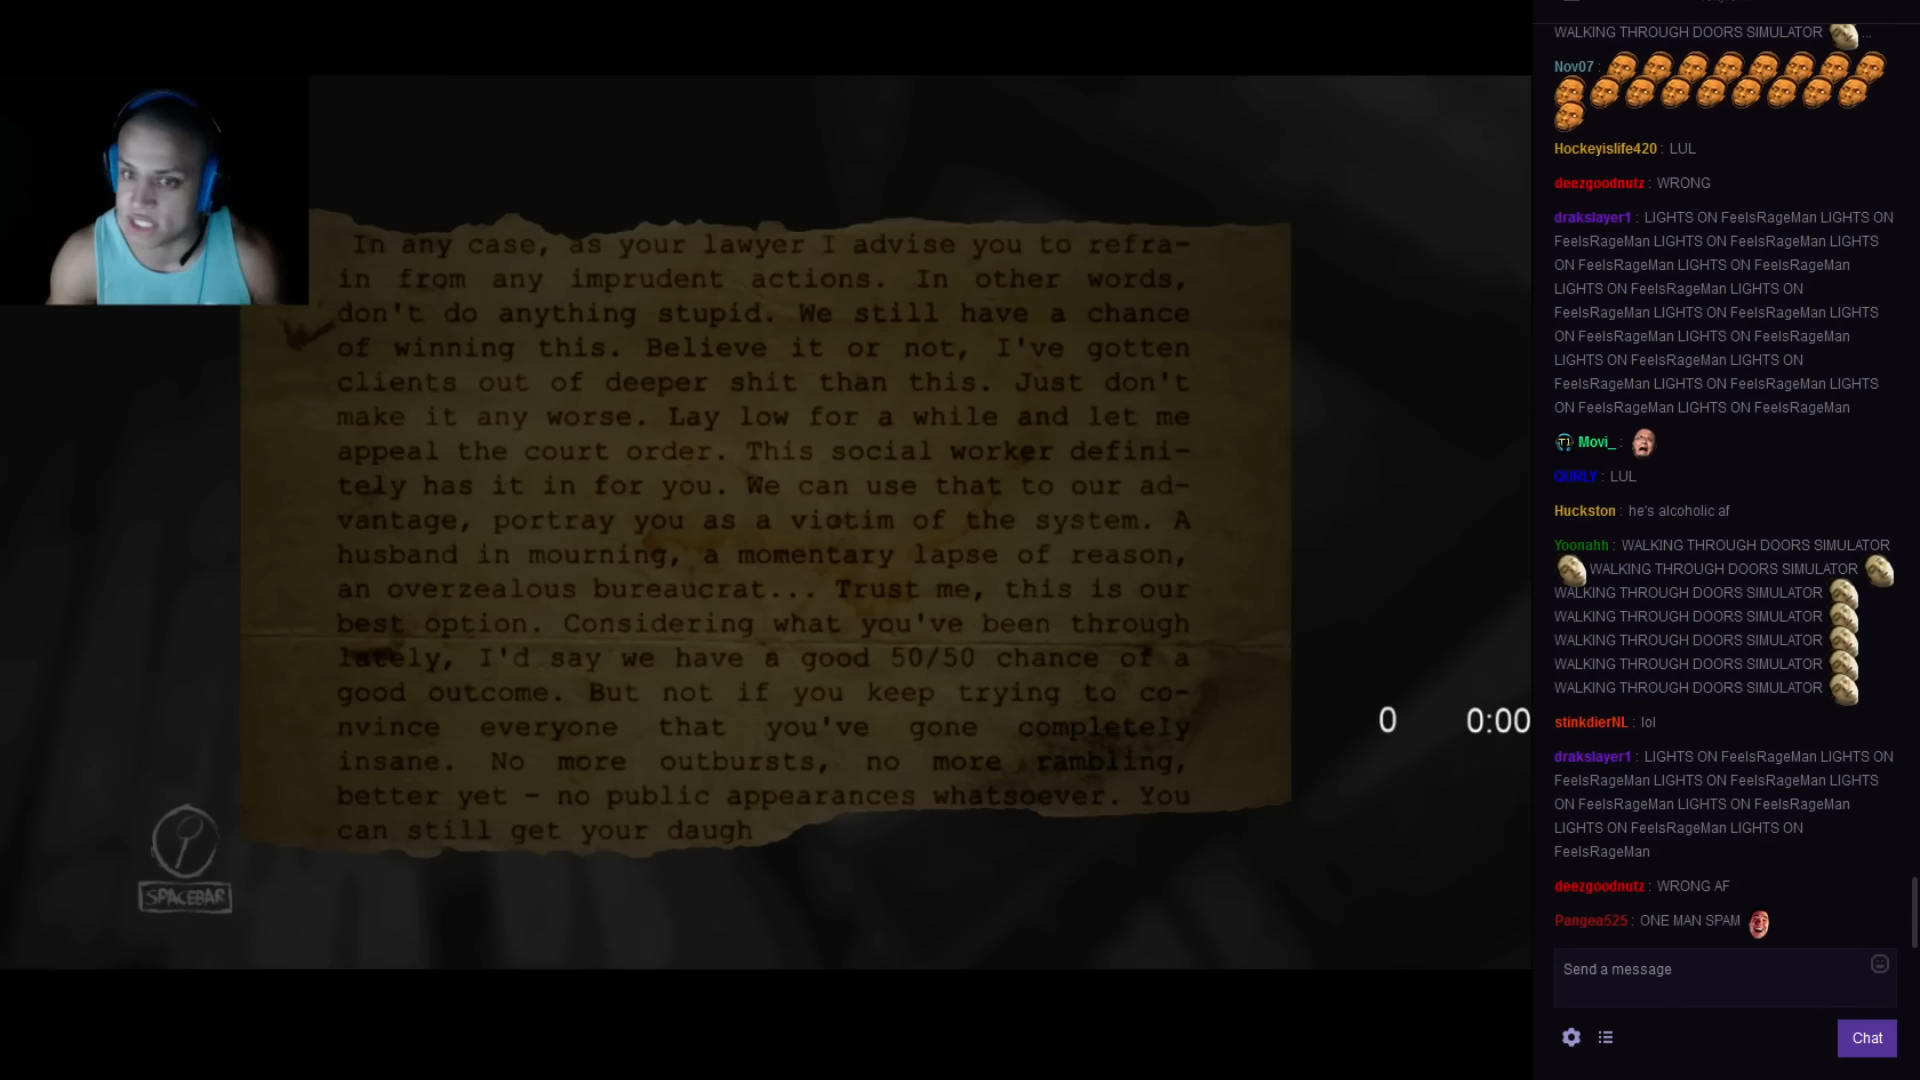 In any case, as your lawyer I advise you to refra-
in from any imprudent actions. In other words,
don't do anything stupid. We still have a chance
of winning this. Believe it or not, I've gotten
clients out of deeper shit than this. Just don't
make it any worse. Lay low for a while and let me
appeal the court order. This social worker defini-
tely has it in for you. We can use that to our ad-
vantage, portray you as a victim of the system. A
husband in mourning, a momentary lapse of reason,
an overzealous bureaucrat... Trust me, this is our
best option. Considering what you've been through
lately, I'd say we have a good 50/50 chance of a
good outcome. But not if you keep trying to co-
nvince everyone that you've gone completely
insane. No more outbursts, no more rambling,
better yet - no public appearances whatsoever. You
can still get your daugh
SPACEBAR
0 0:00
WALKING THROUGH DOORS SIMULATOR ...
Nov07 :
Hockeyislife420 : LUL
deezgoodnutz : WRONG
drakslayer1 : LIGHTS ON FeelsRageMan LIGHTS ON
FeelsRageMan LIGHTS ON FeelsRageMan LIGHTS
ON FeelsRageMan LIGHTS ON FeelsRageMan
LIGHTS ON FeelsRageMan LIGHTS ON
FeelsRageMan LIGHTS ON FeelsRageMan LIGHTS
ON FeelsRageMan LIGHTS ON FeelsRageMan
LIGHTS ON FeelsRageMan LIGHTS ON
FeelsRageMan LIGHTS ON FeelsRageMan LIGHTS
ON FeelsRageMan LIGHTS ON FeelsRageMan
T1 Movi_ :
QURLY : LUL
Huckston : he's alcoholic af
Yoonahh : WALKING THROUGH DOORS SIMULATOR
WALKING THROUGH DOORS SIMULATOR
WALKING THROUGH DOORS SIMULATOR
WALKING THROUGH DOORS SIMULATOR
WALKING THROUGH DOORS SIMULATOR
WALKING THROUGH DOORS SIMULATOR
WALKING THROUGH DOORS SIMULATOR
stinkdierNL : lol
drakslayer1 : LIGHTS ON FeelsRageMan LIGHTS ON
FeelsRageMan LIGHTS ON FeelsRageMan LIGHTS
ON FeelsRageMan LIGHTS ON FeelsRageMan
LIGHTS ON FeelsRageMan LIGHTS ON
FeelsRageMan
deezgoodnutz : WRONG AF
Pangea525 : ONE MAN SPAM
Send a message
Chat